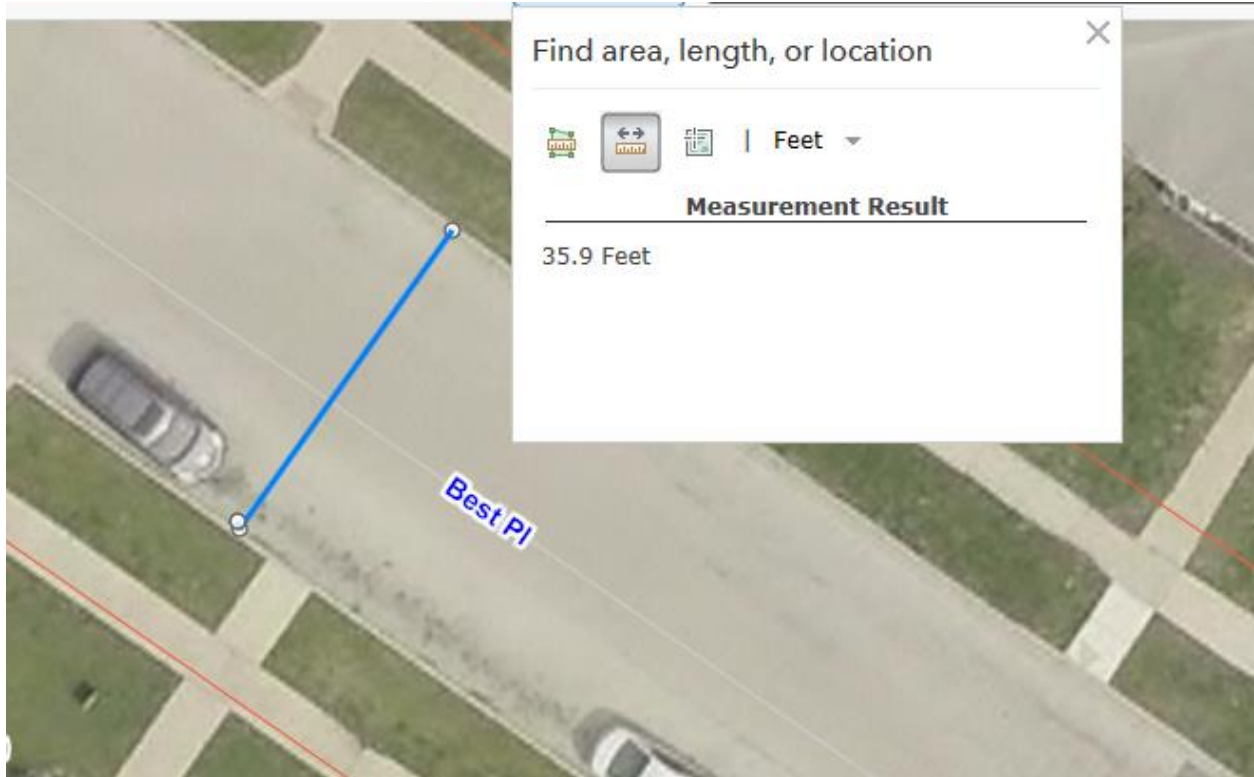 Find area, length, or location
| Feet
Measurement Result
35.9 Feet
Best Pl